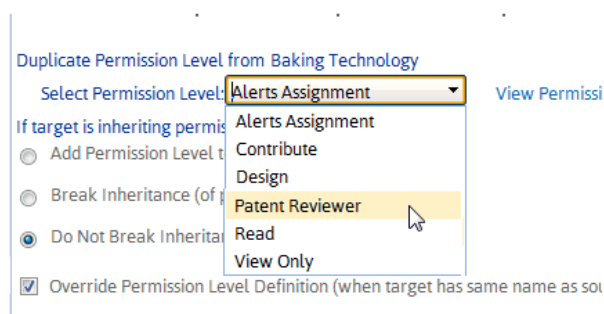 Duplicate Permission Level from Baking Technology
Select Permission Level: Alerts Assignment View Permissi
If target is inheriting permis
Alerts Assignment
Add Permission Level t
Contribute
Design
Break Inheritance (of p
Patent Reviewer
Do Not Break Inherita
Read
View Only
Override Permission Level Definition (when target has same name as sou